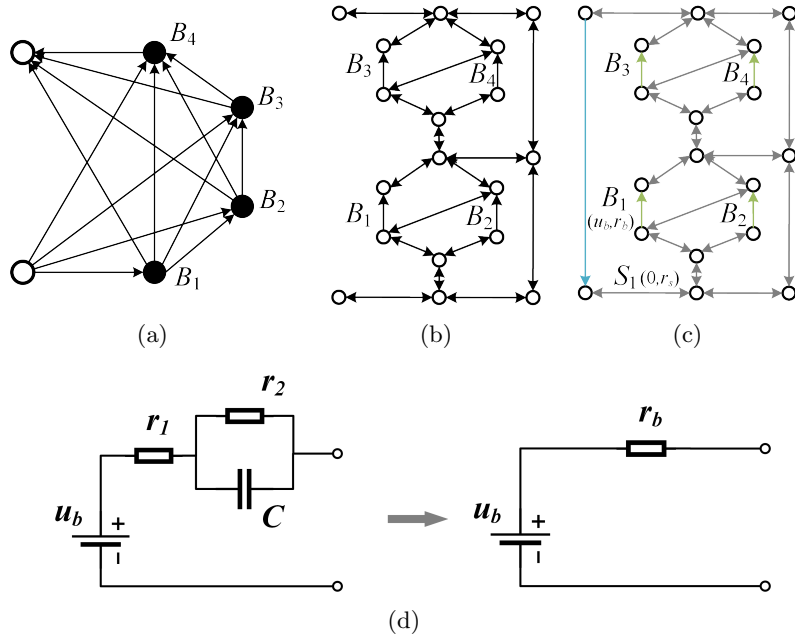 B4
B3
B2
B1
(a)
B3
B4
B1
B2
(b)
B3
B4
B1
(ub,rb)
B2
S1(0,rs)
(c)
r1
r2
C
ub
+
−
rb
ub
+
−
(d)